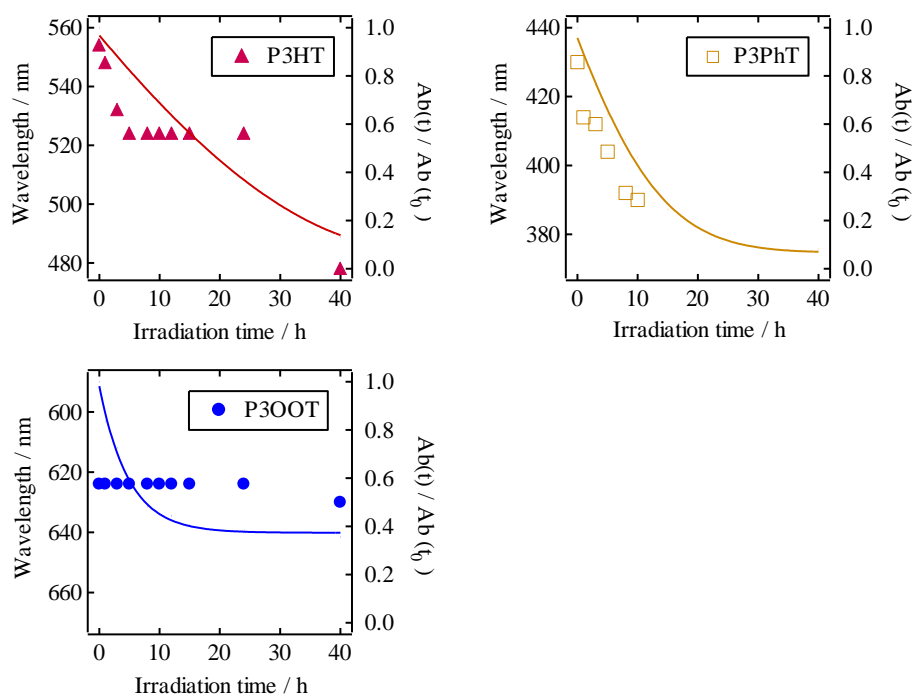 560
540
520
500
480
Wavelength / nm
P3HT
1.0
0.8
0.6
0.4
0.2
0.0
Ab(t) / Ab (t0 )
0 10 20 30 40
Irradiation time / h
440
420
400
380
Wavelength / nm
P3PhT
1.0
0.8
0.6
0.4
0.2
0.0
Ab(t) / Ab (t0 )
0 10 20 30 40
Irradiation time / h
600
620
640
660
Wavelength / nm
P3OOT
1.0
0.8
0.6
0.4
0.2
0.0
Ab(t) / Ab (t0 )
0 10 20 30 40
Irradiation time / h